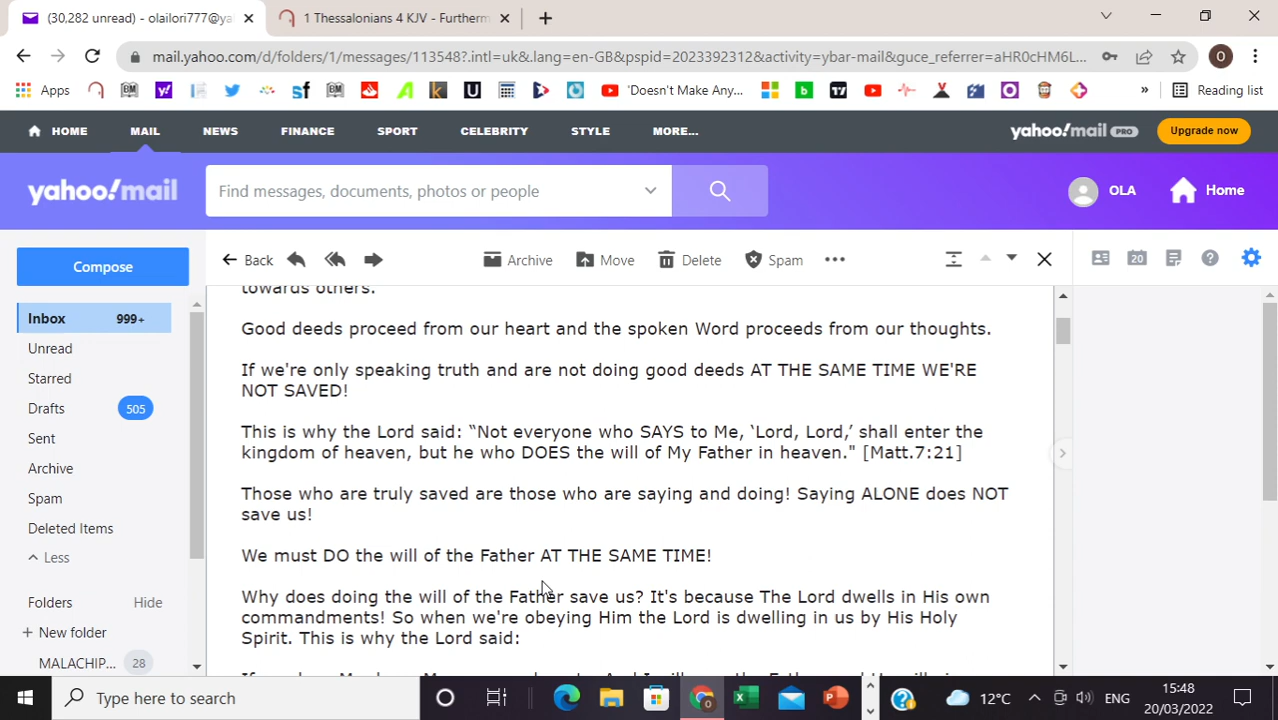 (30,282 unread) - olailori777@ya
1 Thessalonians 4 KJV - Furtherm
mail.yahoo.com/d/folders/1/messages/113548?.intl=uk&.lang=en-GB&pspid=2023392312&activity=ybar-mail&guce_referrer=aHR0cHM6L...
O
Apps
'Doesn't Make Any...
»
Reading list
HOME
MAIL
NEWS
FINANCE
SPORT
CELEBRITY
STYLE
MORE...
yahoo!mail PRO
Upgrade now
yahoo!mail
Find messages, documents, photos or people
OLA
Home
Compose
Back
Archive
Move
Delete
Spam
20
Inbox 999+
Unread
Starred
Drafts 505
Sent
Archive
Spam
Deleted Items
Less
Folders Hide
+ New folder
MALACHIP... 28
towards others.
Good deeds proceed from our heart and the spoken Word proceeds from our thoughts.
If we're only speaking truth and are not doing good deeds AT THE SAME TIME WE'RE
NOT SAVED!
This is why the Lord said: “Not everyone who SAYS to Me, ‘Lord, Lord,’ shall enter the
kingdom of heaven, but he who DOES the will of My Father in heaven." [Matt.7:21]
Those who are truly saved are those who are saying and doing! Saying ALONE does NOT
save us!
We must DO the will of the Father AT THE SAME TIME!
Why does doing the will of the Father save us? It's because The Lord dwells in His own
commandments! So when we're obeying Him the Lord is dwelling in us by His Holy
Spirit. This is why the Lord said:
Type here to search
12°C
ENG
15:48
20/03/2022